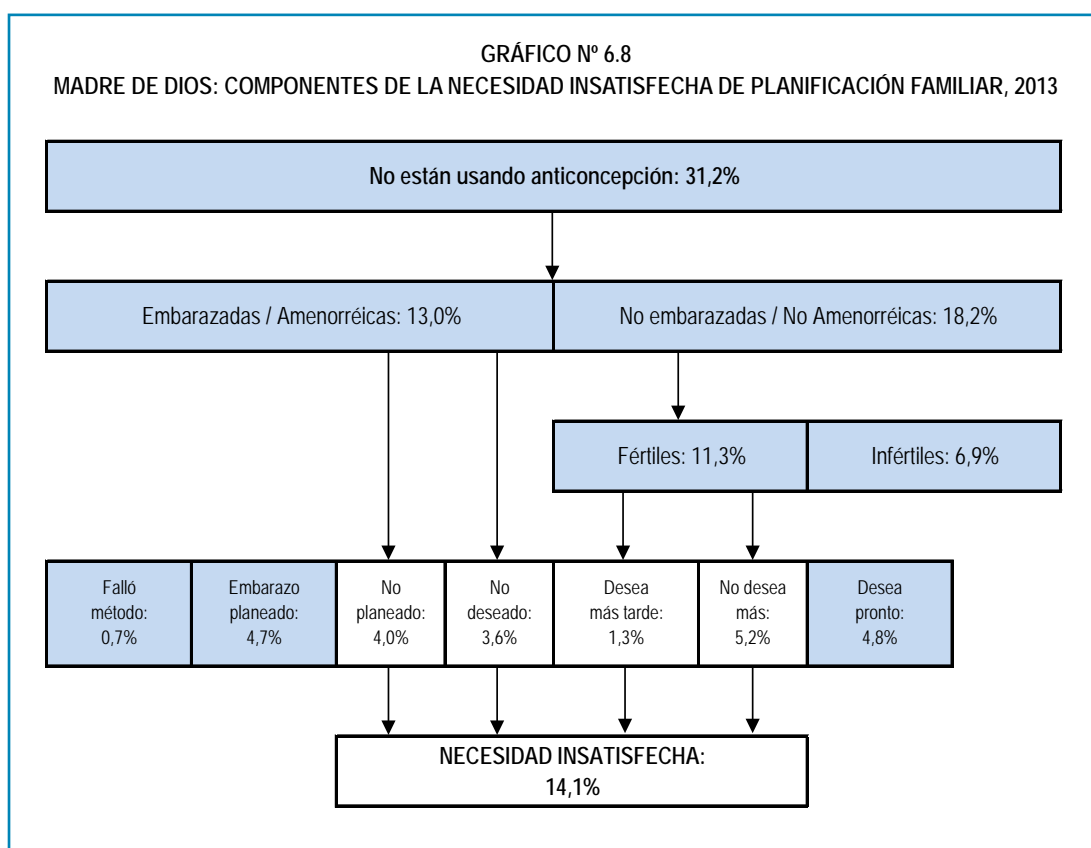 GRÁFICO Nº 6.8
MADRE DE DIOS: COMPONENTES DE LA NECESIDAD INSATISFECHA DE PLANIFICACIÓN FAMILIAR, 2013
No están usando anticoncepción: 31,2%
Embarazadas / Amenorréicas: 13,0%
No embarazadas / No Amenorréicas: 18,2%
Fértiles: 11,3%
Infértiles: 6,9%
Falló
método:
0,7%
Embarazo
planeado:
4,7%
No
planeado:
4,0%
No
deseado:
3,6%
Desea
más tarde:
1,3%
No desea
más:
5,2%
Desea
pronto:
4,8%
NECESIDAD INSATISFECHA:
14,1%